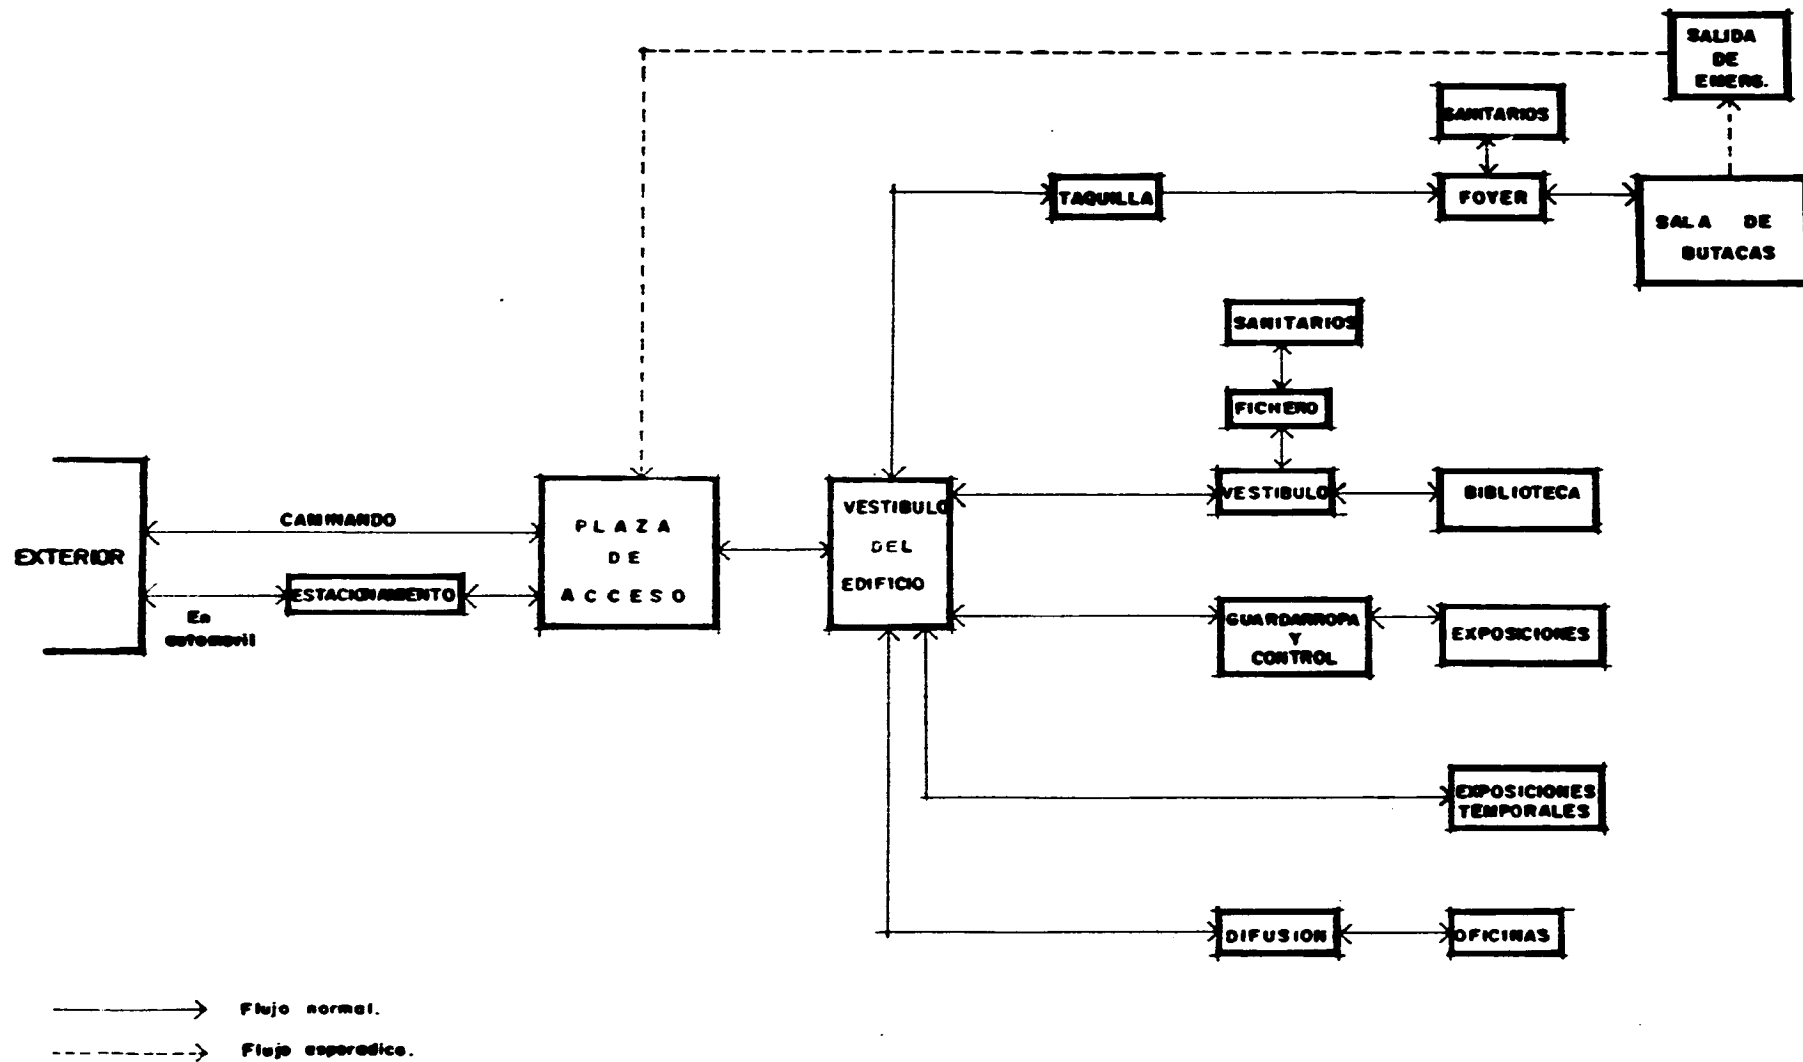 SALIDA
DE
EMERG.
SANITARIOS
TAQUILLA
FOYER
SALA DE
BUTACAS
SANITARIOS
FICHERO
VESTIBULO
BIBLIOTECA
EXTERIOR
CAMINANDO
ESTACIONAMIENTO
En
automovil
PLAZA
DE
ACCESO
VESTIBULO
DEL
EDIFICIO
GUARDARROPA
Y
CONTROL
EXPOSICIONES
EXPOSICIONES
TEMPORALES
DIFUSION
OFICINAS
Flujo normal.
Flujo esporadico.